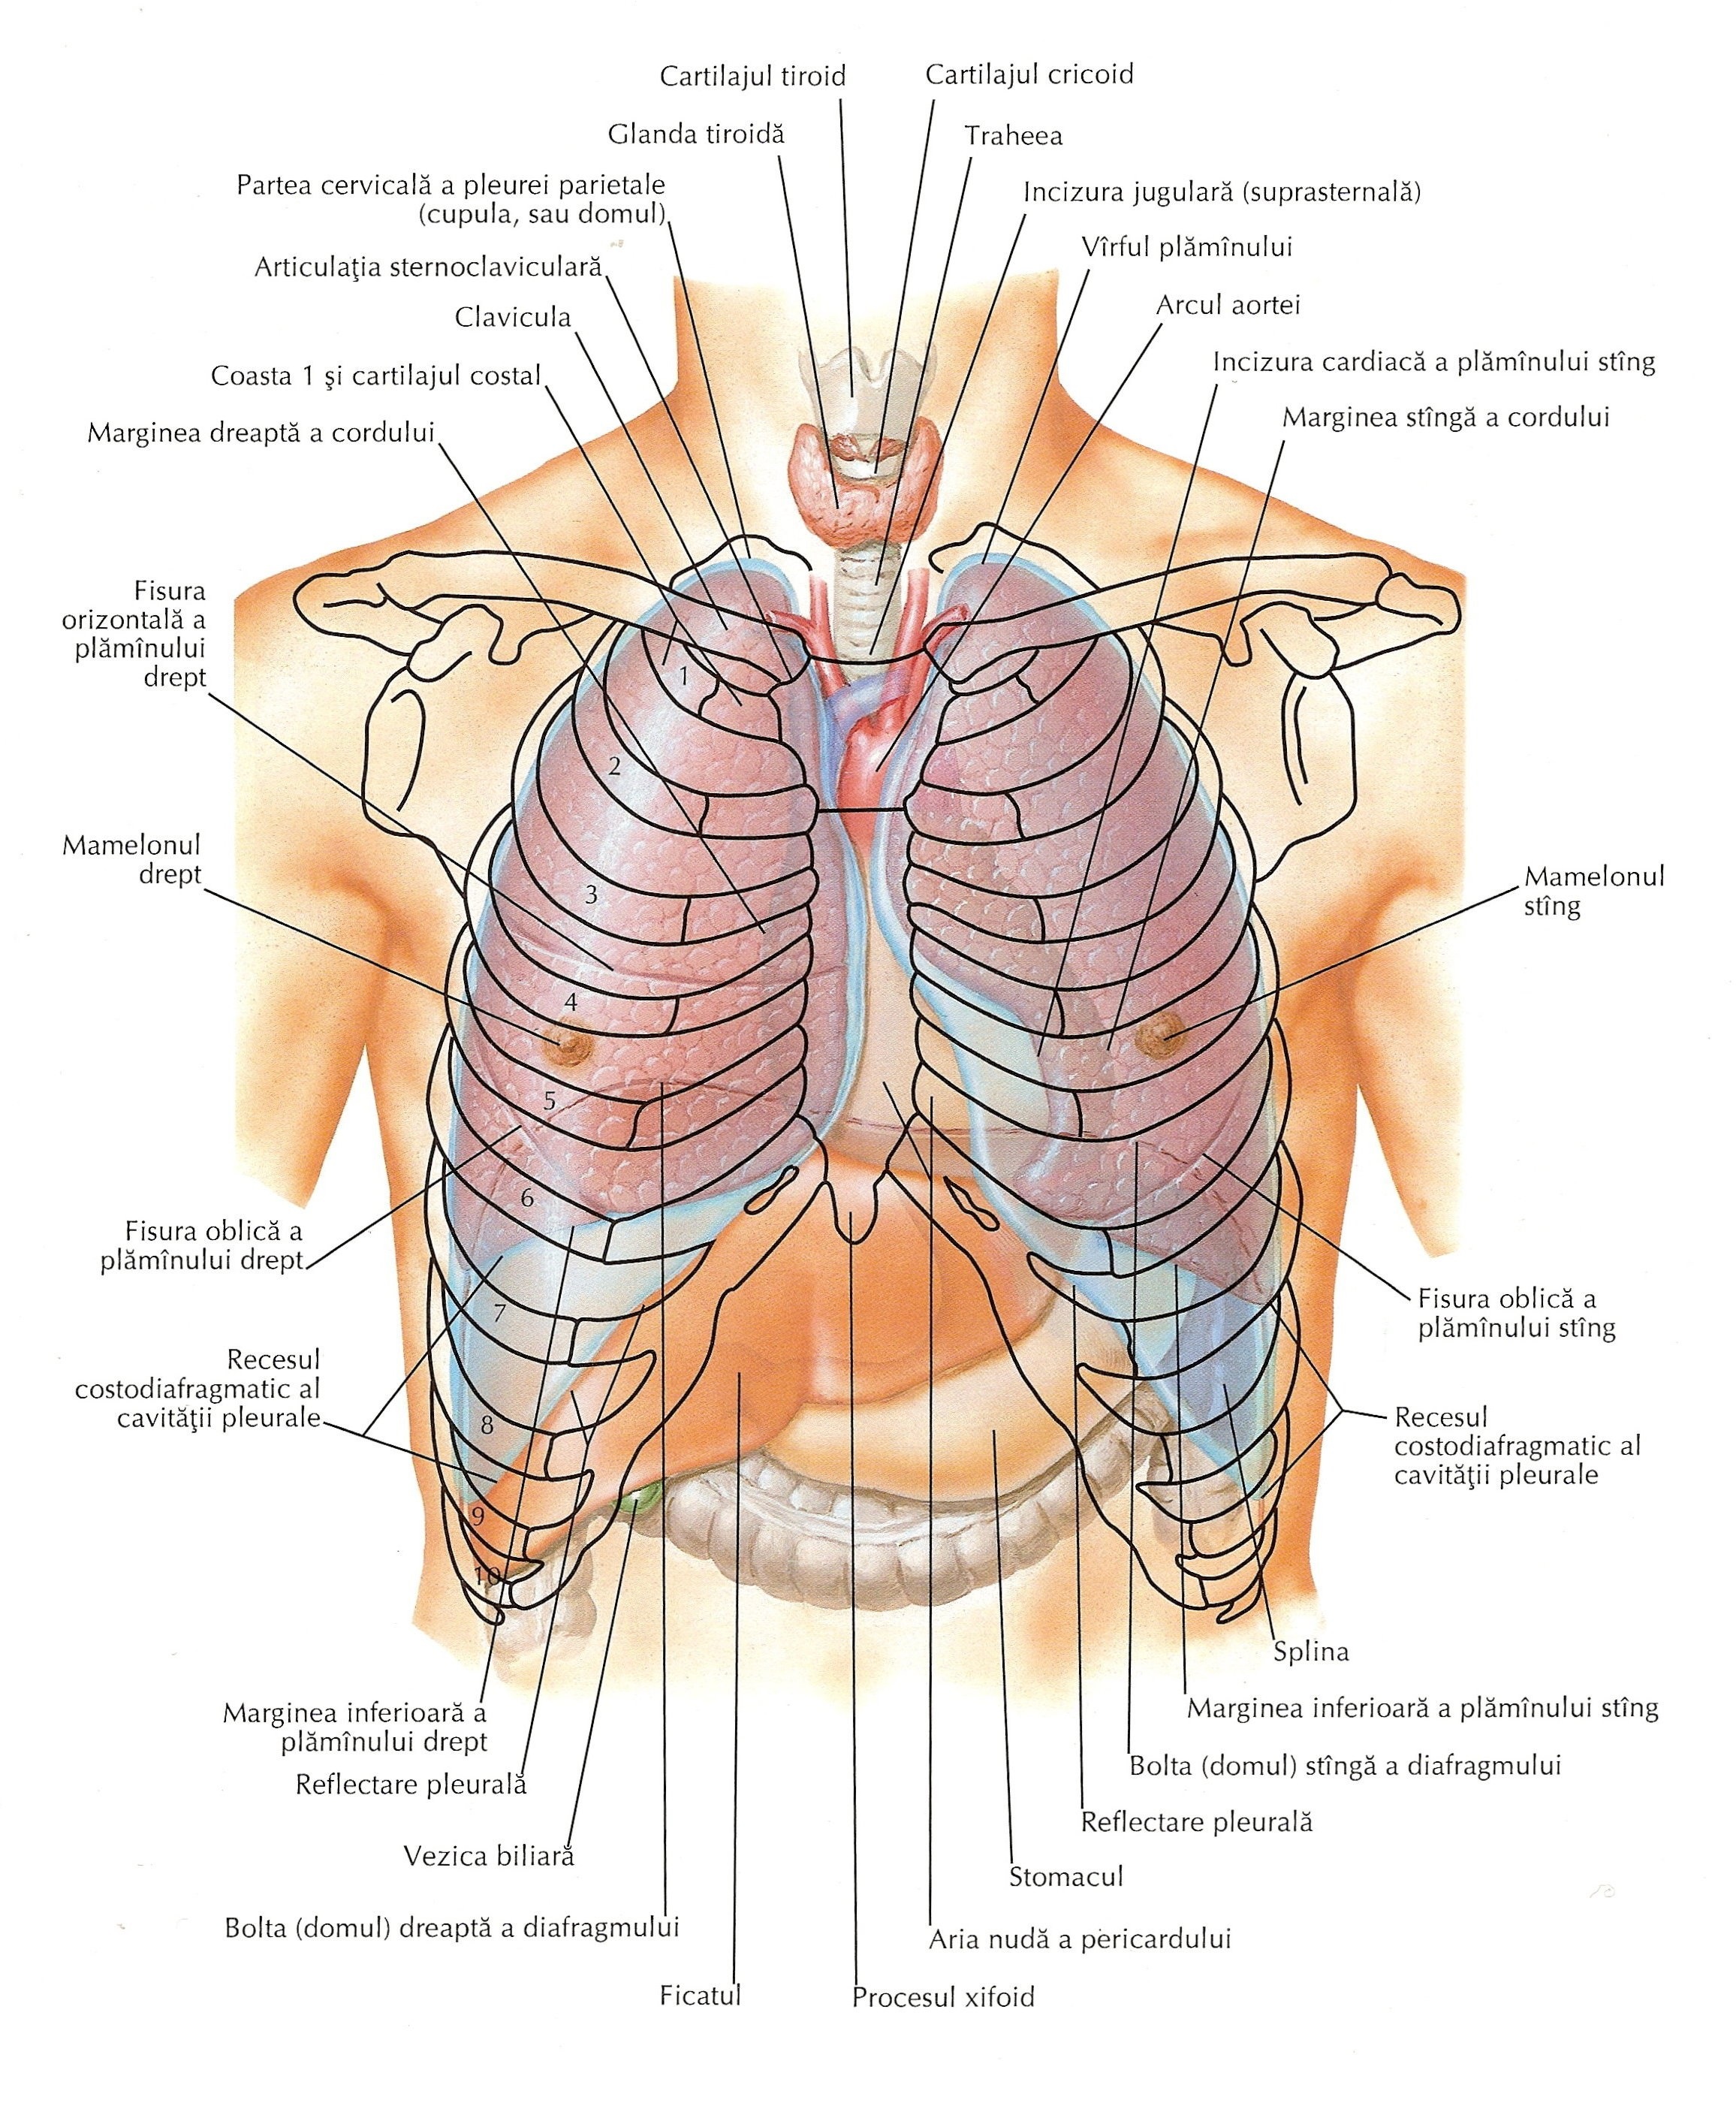 Cartilajul tiroid
Cartilajul cricoid
Glanda tiroidă
Traheea
Partea cervicală a pleurei parietale
(cupula, sau domul)
Incizura jugulară (suprasternală)
Vîrful plămînului
Articulaţia sternoclaviculară
Arcul aortei
Clavicula
Incizura cardiacă a plămînului stîng
Coasta 1 şi cartilajul costal
Marginea stîngă a cordului
Marginea dreaptă a cordului
Fisura
orizontală a
plămînului
drept
1
2
Mamelonul
drept
Mamelonul
stîng
3
4
5
6
Fisura oblică a
plămînului drept
Fisura oblică a
plămînului stîng
7
Recesul
costodiafragmatic al
cavităţii pleurale
Recesul
costodiafragmatic al
cavităţii pleurale
8
9
10
Splina
Marginea inferioară a
plămînului drept
Marginea inferioară a plămînului stîng
Bolta (domul) stîngă a diafragmului
Reflectare pleurală
Reflectare pleurală
Vezica biliară
Stomacul
Bolta (domul) dreaptă a diafragmului
Aria nudă a pericardului
Ficatul
Procesul xifoid